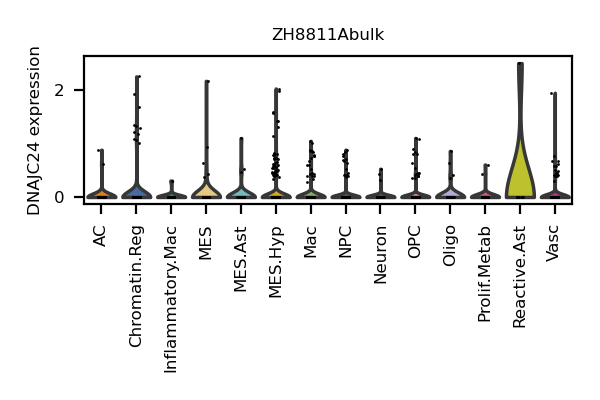 ZH8811Abulk
DNAJC24 expression
2
0
AC
Chromatin.Reg
Inflammatory.Mac
MES
MES.Ast
MES.Hyp
Mac
NPC
Neuron
OPC
Oligo
Prolif.Metab
Reactive.Ast
Vasc